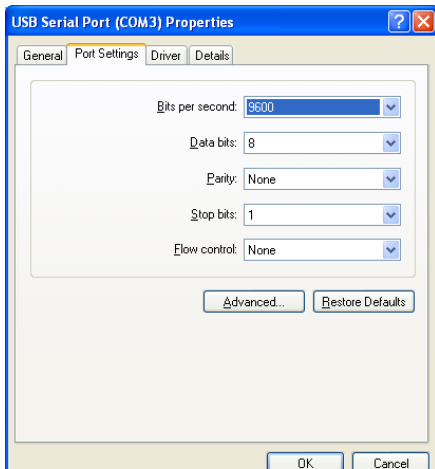 USB Serial Port (COM3) Properties
General Port Settings Driver Details
Bits per second: 9600
Data bits: 8
Parity: None
Stop bits: 1
Flow control: None
Advanced... Restore Defaults
OK Cancel